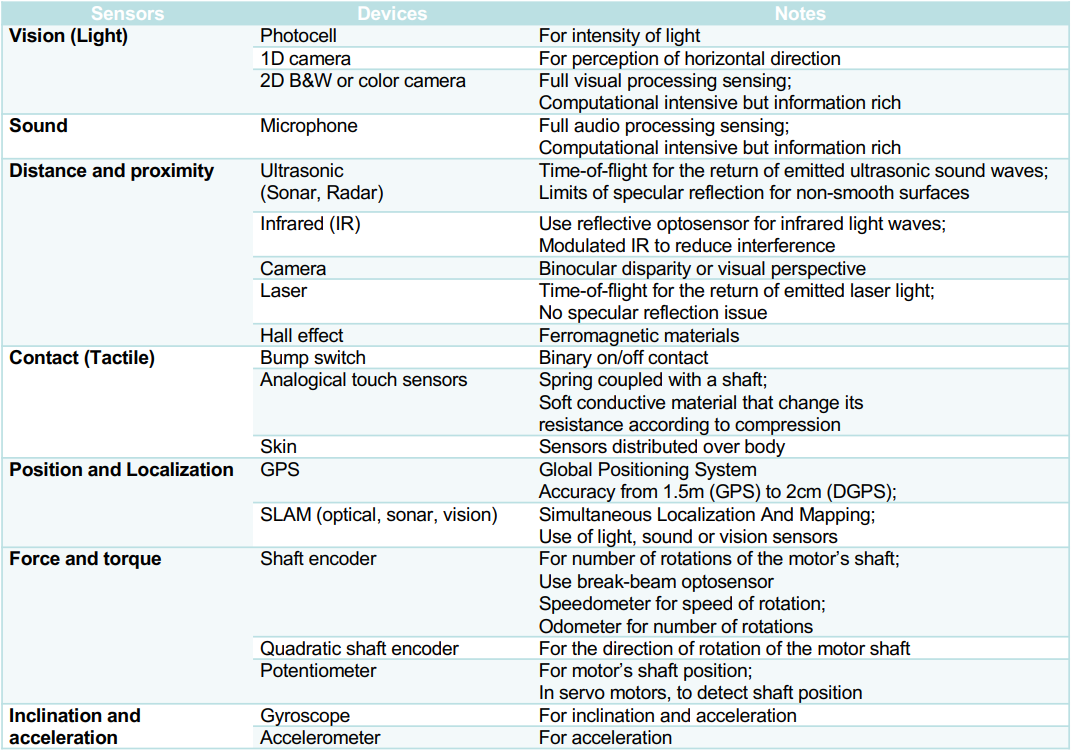 Sensors Devices Notes
Vision (Light) Photocell For intensity of light
1D camera For perception of horizontal direction
2D B&W or color camera Full visual processing sensing;
Computational intensive but information rich
Sound Microphone Full audio processing sensing;
Computational intensive but information rich
Distance and proximity Ultrasonic Time-of-flight for the return of emitted ultrasonic sound waves;
(Sonar, Radar) Limits of specular reflection for non-smooth surfaces
Infrared (IR) Use reflective optosensor for infrared light waves;
Modulated IR to reduce interference
Camera Binocular disparity or visual perspective
Laser Time-of-flight for the return of emitted laser light;
No specular reflection issue
Hall effect Ferromagnetic materials
Contact (Tactile) Bump switch Binary on/off contact
Analogical touch sensors Spring coupled with a shaft;
Soft conductive material that change its
resistance according to compression
Skin Sensors distributed over body
Position and Localization GPS Global Positioning System
Accuracy from 1.5m (GPS) to 2cm (DGPS);
SLAM (optical, sonar, vision) Simultaneous Localization And Mapping;
Use of light, sound or vision sensors
Force and torque Shaft encoder For number of rotations of the motor's shaft;
Use break-beam optosensor
Speedometer for speed of rotation;
Odometer for number of rotations
Quadratic shaft encoder For the direction of rotation of the motor shaft
Potentiometer For motor's shaft position;
In servo motors, to detect shaft position
Inclination and Gyroscope For inclination and acceleration
acceleration Accelerometer For acceleration